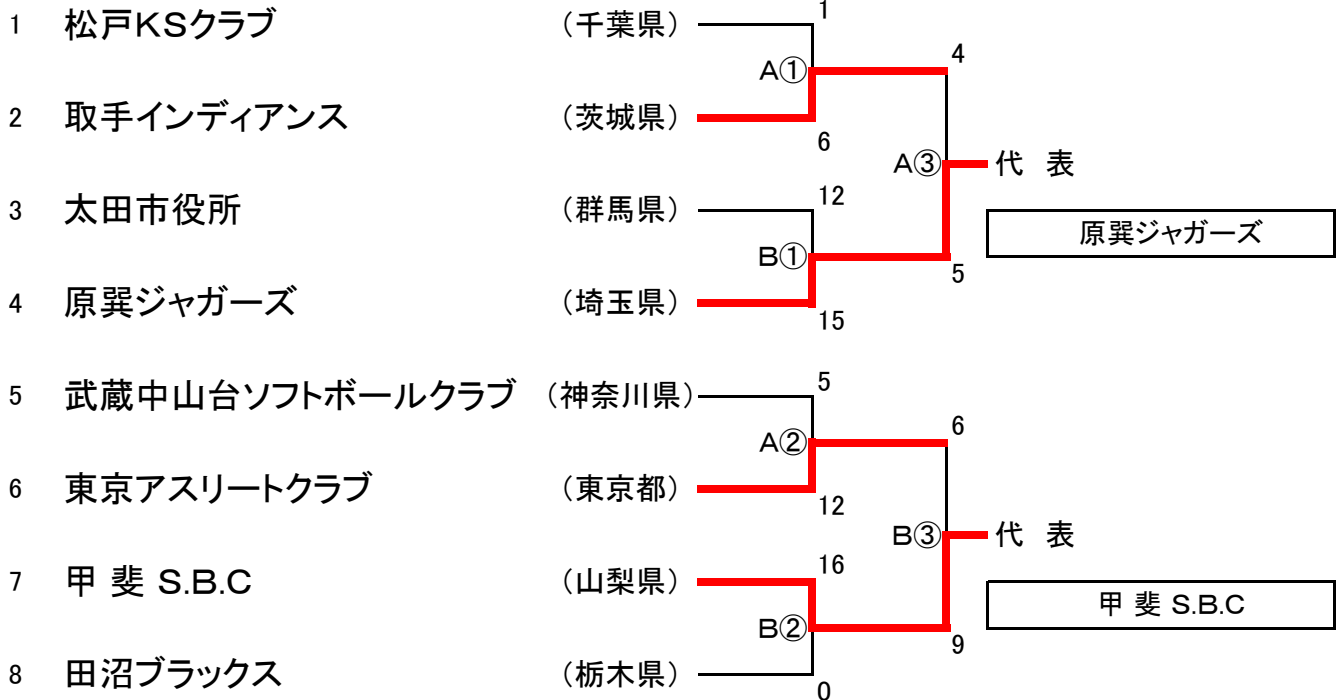 1 松戸KSクラブ （千葉県） 1
4
A①
2 取手インディアンス （茨城県）
6
A③ 代 表
3 太田市役所 （群馬県） 12
原巽ジャガーズ
B①
5
4 原巽ジャガーズ （埼玉県）
15
5 武蔵中山台ソフトボールクラブ （神奈川県） 5
6
A②
6 東京アスリートクラブ （東京都）
12
B③ 代 表
16
7 甲 斐 S.B.C （山梨県）
甲 斐 S.B.C
B②
9
8 田沼ブラックス （栃木県）
0